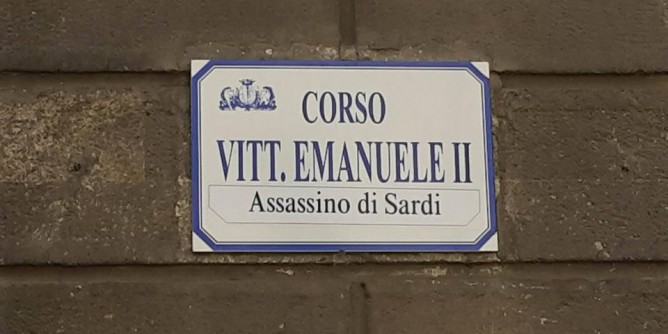 CORSO
VITT. EMANUELE II
Assassino di Sardi